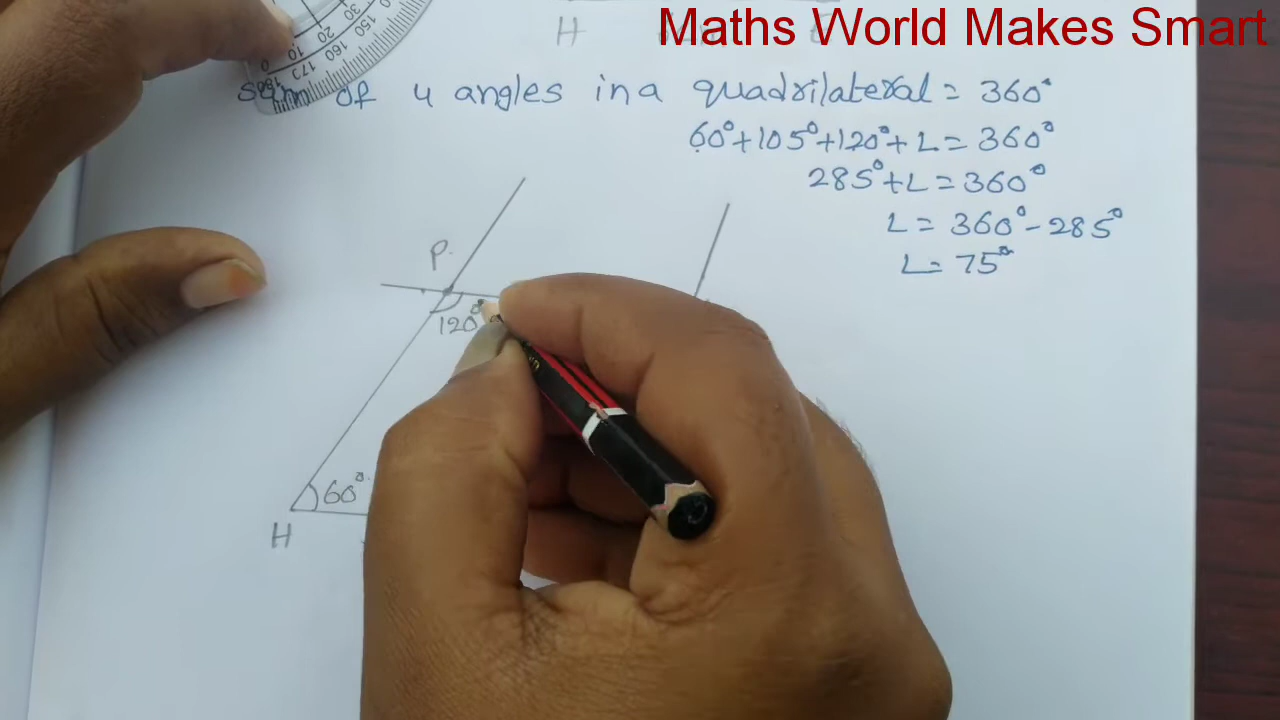 Maths World Makes Smart
H
sum of 4 angles in a quadrilateral = 360°
60°+105°+120°+ L = 360°
285°+L = 360°
L = 360° - 285°
L = 75°
P.
120°
60°
H